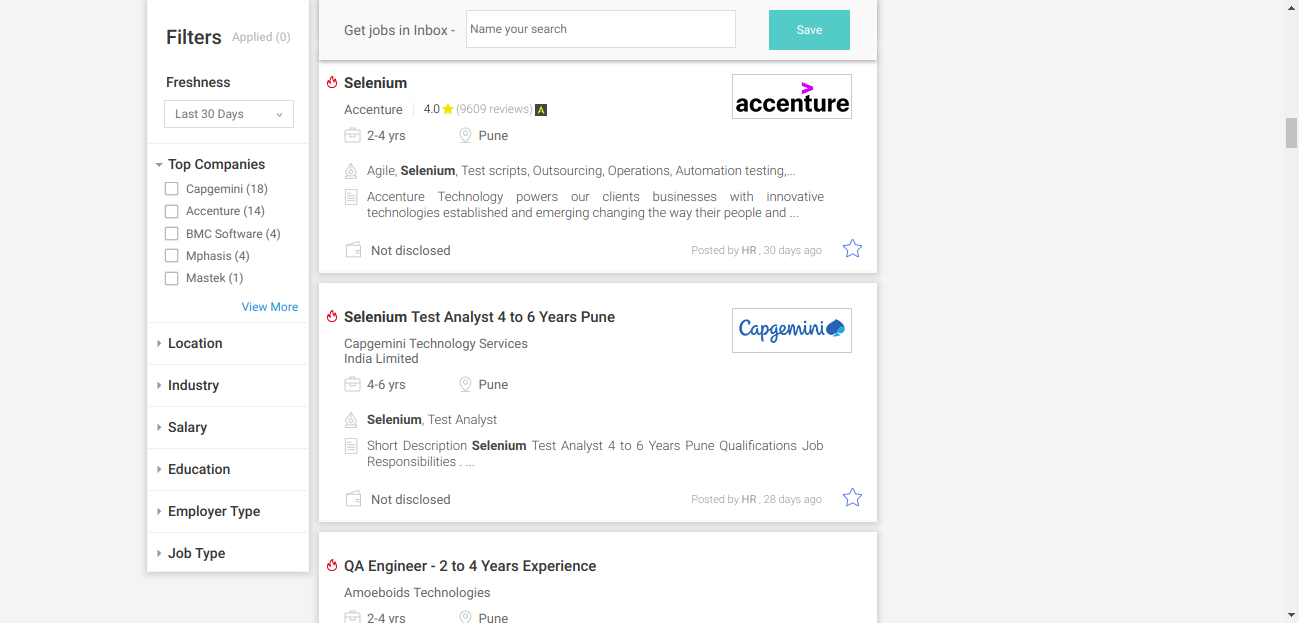 Filters Applied (0)
Freshness
Last 30 Days
Top Companies
Capgemini (18)
Accenture (14)
BMC Software (4)
Mphasis (4)
Mastek (1)
View More
Location
Industry
Salary
Education
Employer Type
Job Type
Get jobs in Inbox - Name your search Save
Selenium
accenture
Accenture 4.0 (9609 reviews) A
2-4 yrs Pune
Agile, Selenium, Test scripts, Outsourcing, Operations, Automation testing,...
Accenture Technology powers our clients businesses with innovative
technologies established and emerging changing the way their people and ...
Not disclosed Posted by HR , 30 days ago
Selenium Test Analyst 4 to 6 Years Pune
Capgemini
Capgemini Technology Services
India Limited
4-6 yrs Pune
Selenium, Test Analyst
Short Description Selenium Test Analyst 4 to 6 Years Pune Qualifications Job
Responsibilities . ...
Not disclosed Posted by HR , 28 days ago
QA Engineer - 2 to 4 Years Experience
Amoeboids Technologies
2-4 yrs Pune